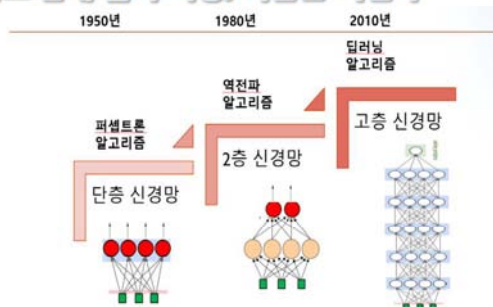 1950년
1980년
2010년
퍼셉트론
알고리즘
역전파
알고리즘
딥러닝
알고리즘
단층 신경망
2층 신경망
고층 신경망